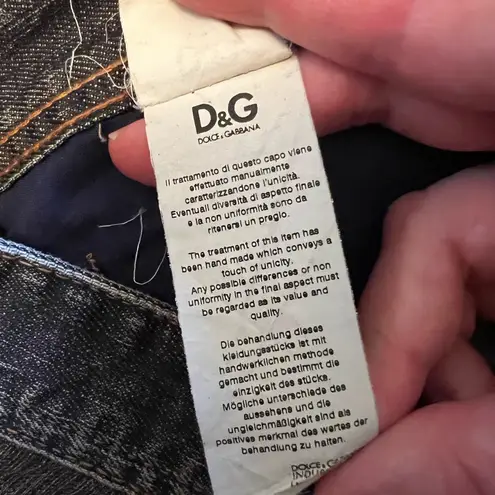 D&G
DOLCE & GABBANA
Il trattamento di questo capo viene
effettuato manualmente
caratterizzandone l'unicità.
Eventuali diversità di aspetto finale
e la non uniformità sono da
ritenersi un pregio.
The treatment of this item has
been hand made which conveys a
touch of unicity.
Any possible differences or non
uniformity in the final aspect must
be regarded as its value and
quality.
Die behandlung dieses
kleidungsstücks ist mit
handwerklichen methode
gemacht und bestimmt die
einzigkeit des stücks.
Mögliche unterschiede des
aussehens und die
ungleichmäßigkeit sind als
positives merkmal des wertes der
behandlung zu halten.
DOLCE & GABBANA